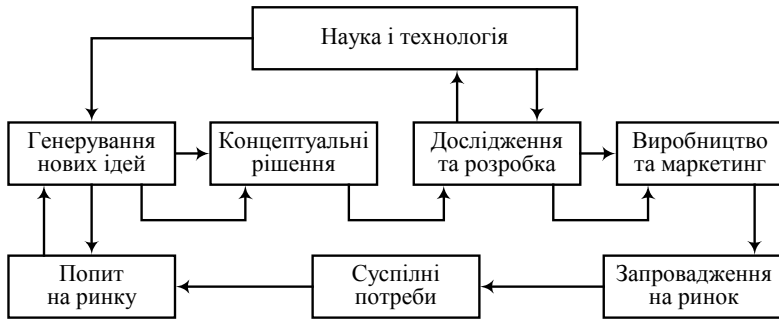 Наука і технологія
Генерування
нових ідей
Концептуальні
рішення
Дослідження
та розробка
Виробництво
та маркетинг
Попит
на ринку
Суспілні
потреби
Запровадження
на ринок